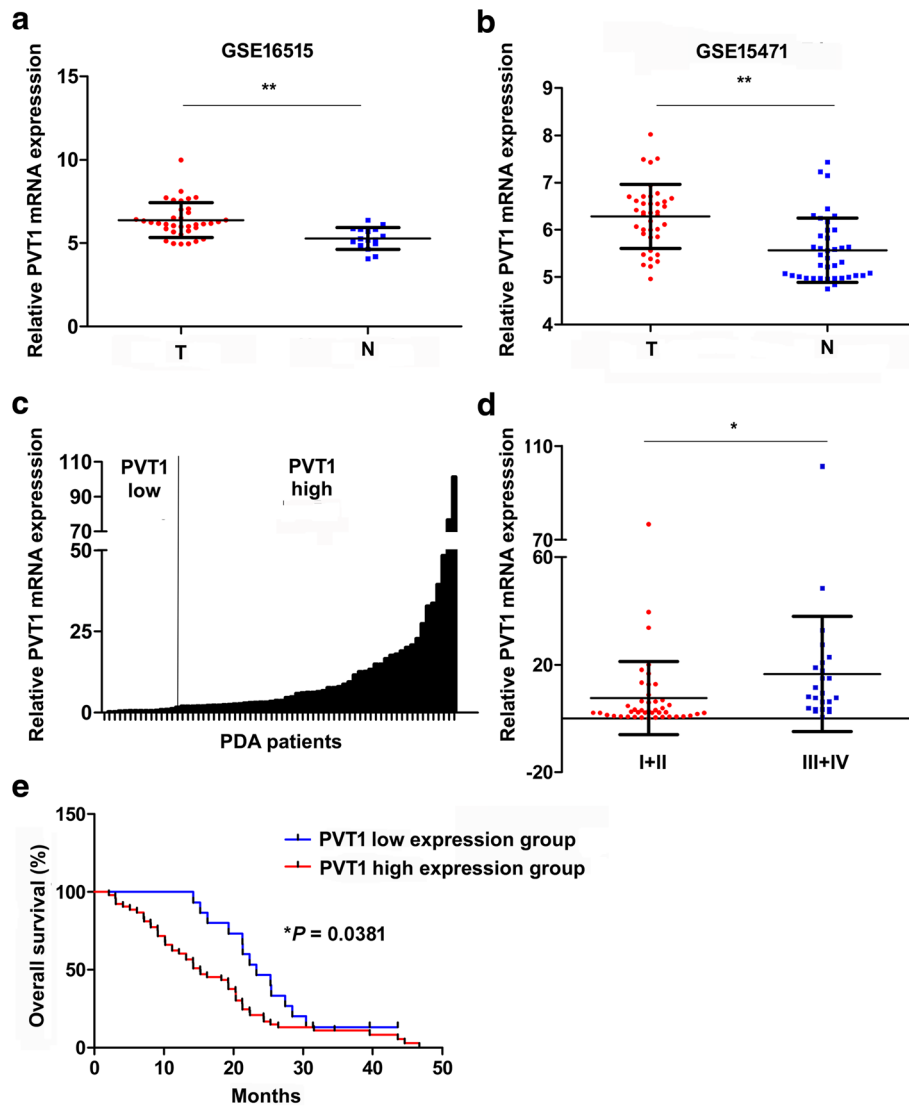 a
GSE16515
Relative PVT1 mRNA expresssion
15
10
5
0
**
T
N
b
GSE15471
Relative PVT1 mRNA expresssion
9
8
7
6
5
4
**
T
N
c
Relative PVT1 mRNA expresssion
110
90
70
50
25
0
PVT1
low
PVT1
high
PDA patients
d
Relative PVT1 mRNA expresssion
110
70
60
20
-20
*
I+II
III+IV
e
Overall survival (%)
150
100
50
0
PVT1 low expression group
PVT1 high expression group
*P = 0.0381
0 10 20 30 40 50
Months